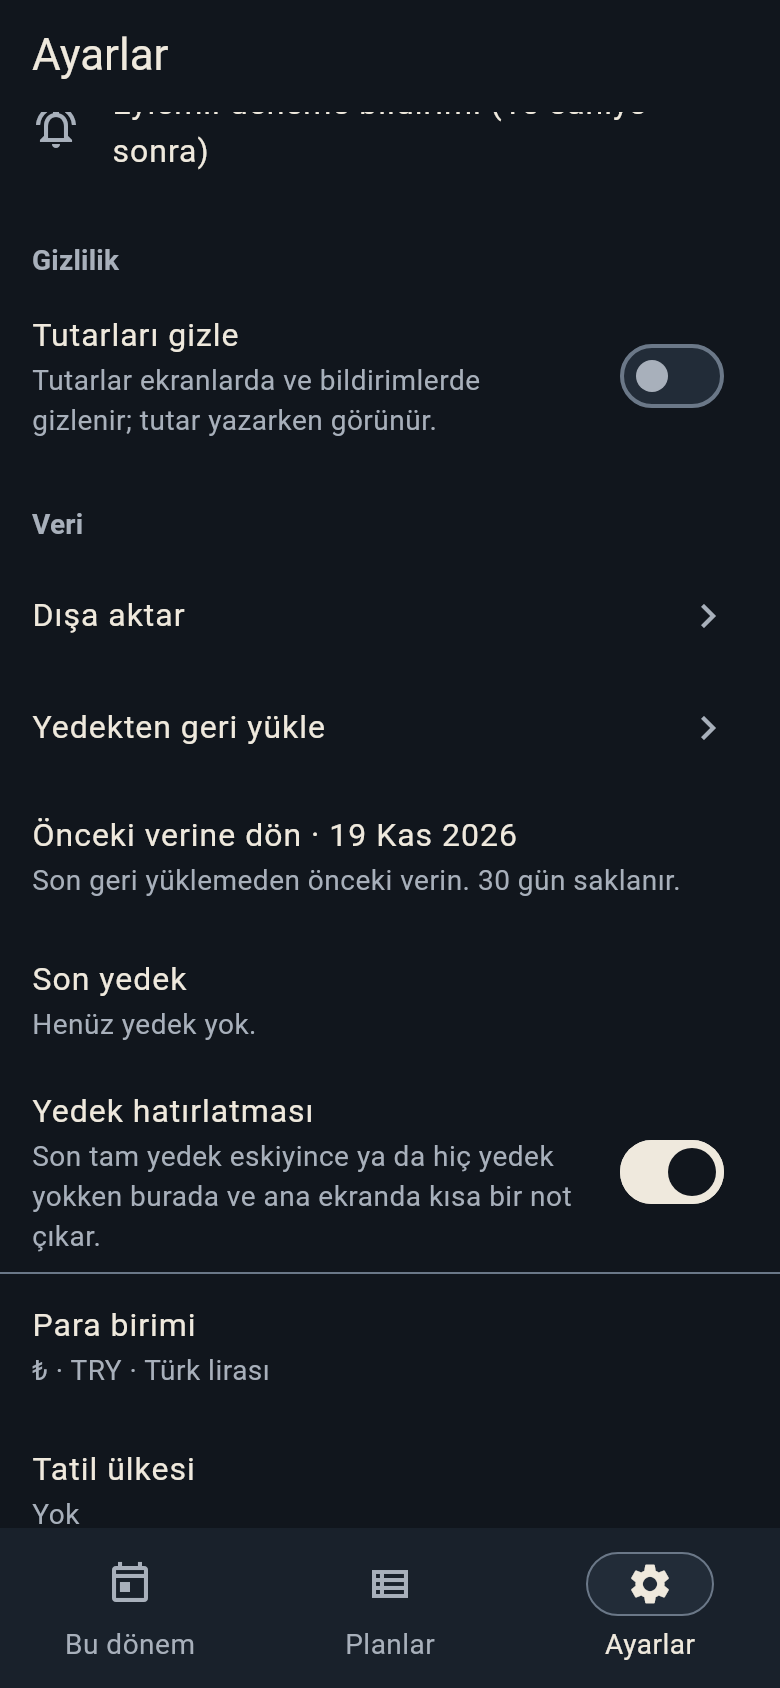 Ayarlar
sonra)
Gizlilik
Tutarları gizle
Tutarlar ekranlarda ve bildirimlerde
gizlenir; tutar yazarken görünür.
Veri
Dışa aktar
Yedekten geri yükle
Önceki verine dön · 19 Kas 2026
Son geri yüklemeden önceki verin. 30 gün saklanır.
Son yedek
Henüz yedek yok.
Yedek hatırlatması
Son tam yedek eskiyince ya da hiç yedek
yokken burada ve ana ekranda kısa bir not
çıkar.
Para birimi
₺ · TRY · Türk lirası
Tatil ülkesi
Yok
Bu dönem
Planlar
Ayarlar